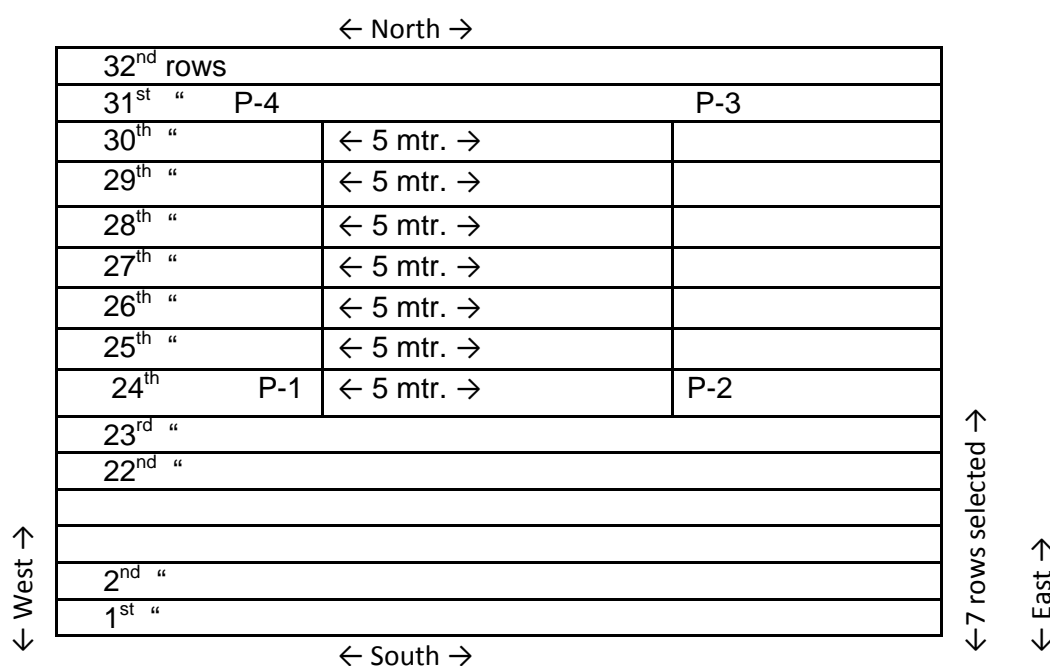 ← North →
32nd rows
31st “ P-4 P-3
30th “ ← 5 mtr. →
29th “ ← 5 mtr. →
28th “ ← 5 mtr. →
27th “ ← 5 mtr. →
26th “ ← 5 mtr. →
25th “ ← 5 mtr. →
24th P-1 ← 5 mtr. → P-2
23rd “
22nd “
2nd “
1st “
← South →
← West →
←7 rows selected →
← East →